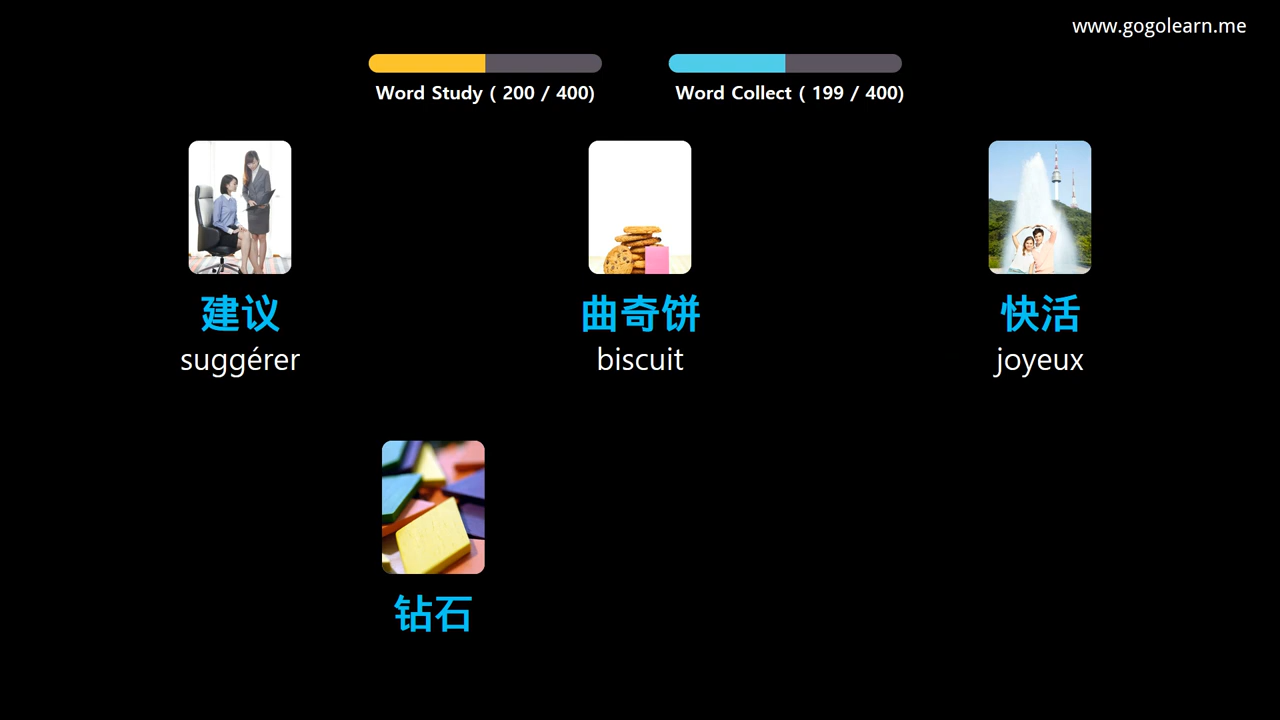 www.gogolearn.me
Word Study ( 200 / 400)
Word Collect ( 199 / 400)
建议
suggérer
曲奇饼
biscuit
快活
joyeux
钻石